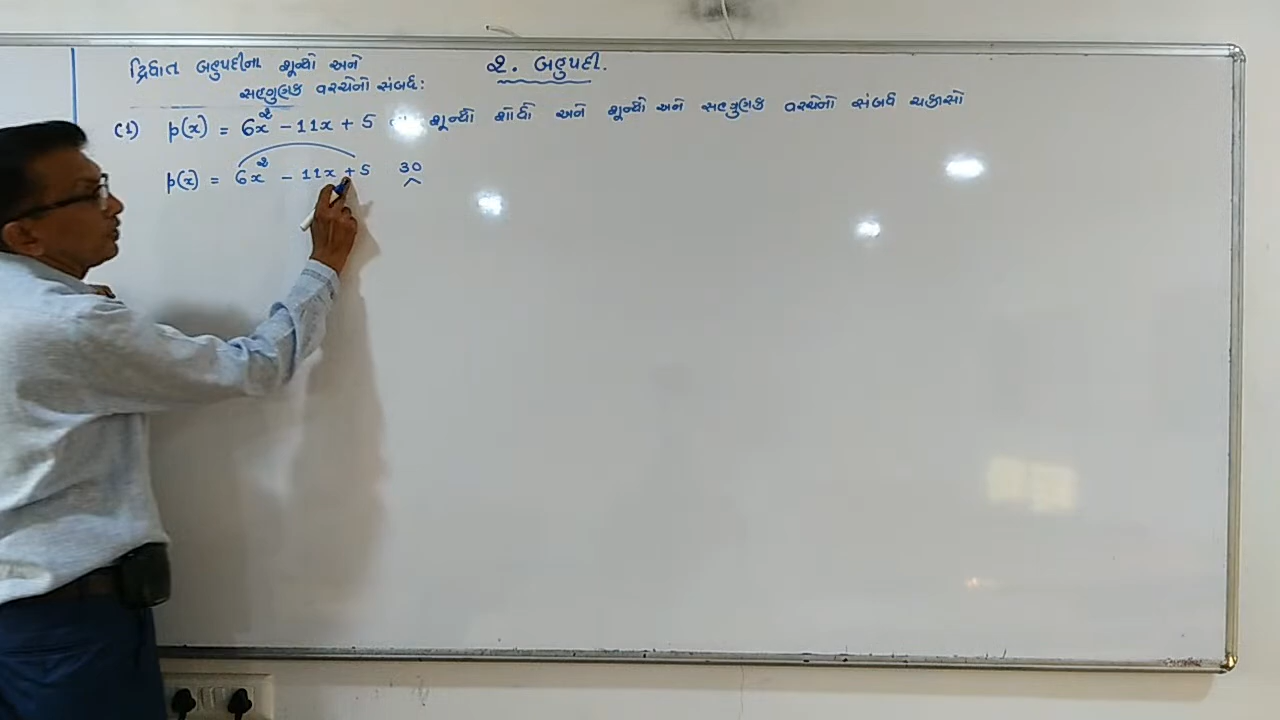 ૨. બહુપદી.
દ્વિઘાત બહુપદીના શૂન્યો અને
સહગુણક વચ્ચેનો સંબંધ:
(1) p(x) = 6x² - 11x + 5 ના શૂન્યો શોધો અને શૂન્યો અને સહગુણક વચ્ચેનો સંબંધ ચકાસો
p(x) = 6x² - 11x + 5 30